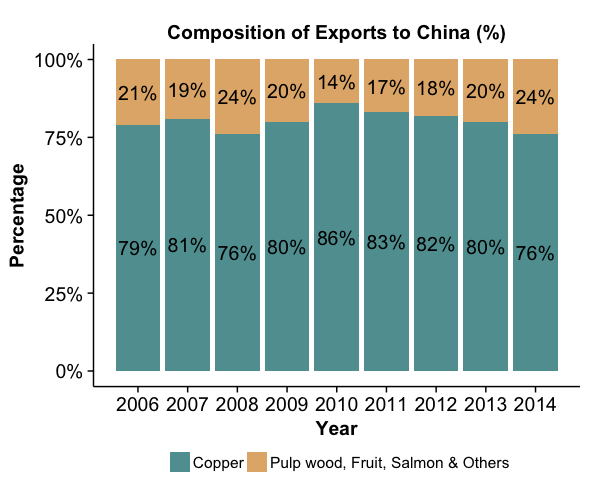 Composition of Exports to China (%)
100%
75%
50%
25%
0%
Percentage
21% 19% 24% 20% 14% 17% 18% 20% 24%
79% 81% 76% 80% 86% 83% 82% 80% 76%
2006 2007 2008 2009 2010 2011 2012 2013 2014
Year
Copper Pulp wood, Fruit, Salmon & Others